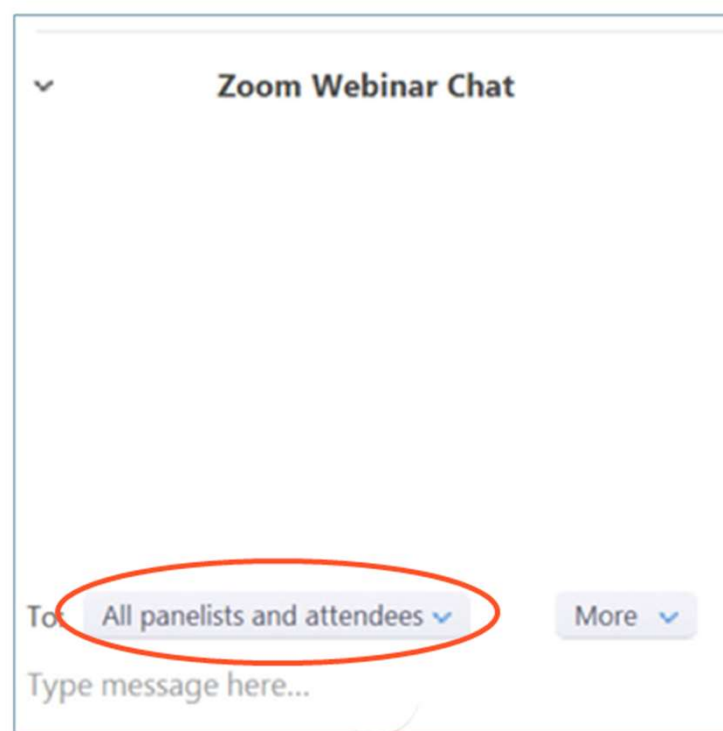 Zoom Webinar Chat
To: All panelists and attendees More
Type message here...